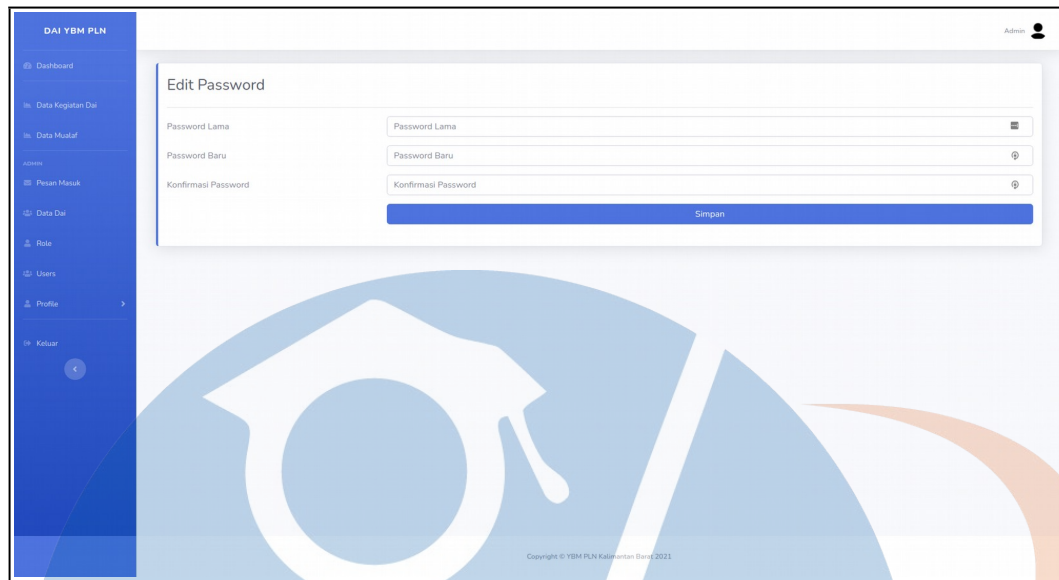 DAI YBM PLN
Admin
Dashboard
Data Kegiatan Dai
Data Mualaf
ADMIN
Pesan Masuk
Data Dai
Role
Users
Profile
Keluar
Edit Password
Password Lama
Password Lama
Password Baru
Password Baru
Konfirmasi Password
Konfirmasi Password
Simpan
Copyright © YBM PLN Kalimantan Barat 2021